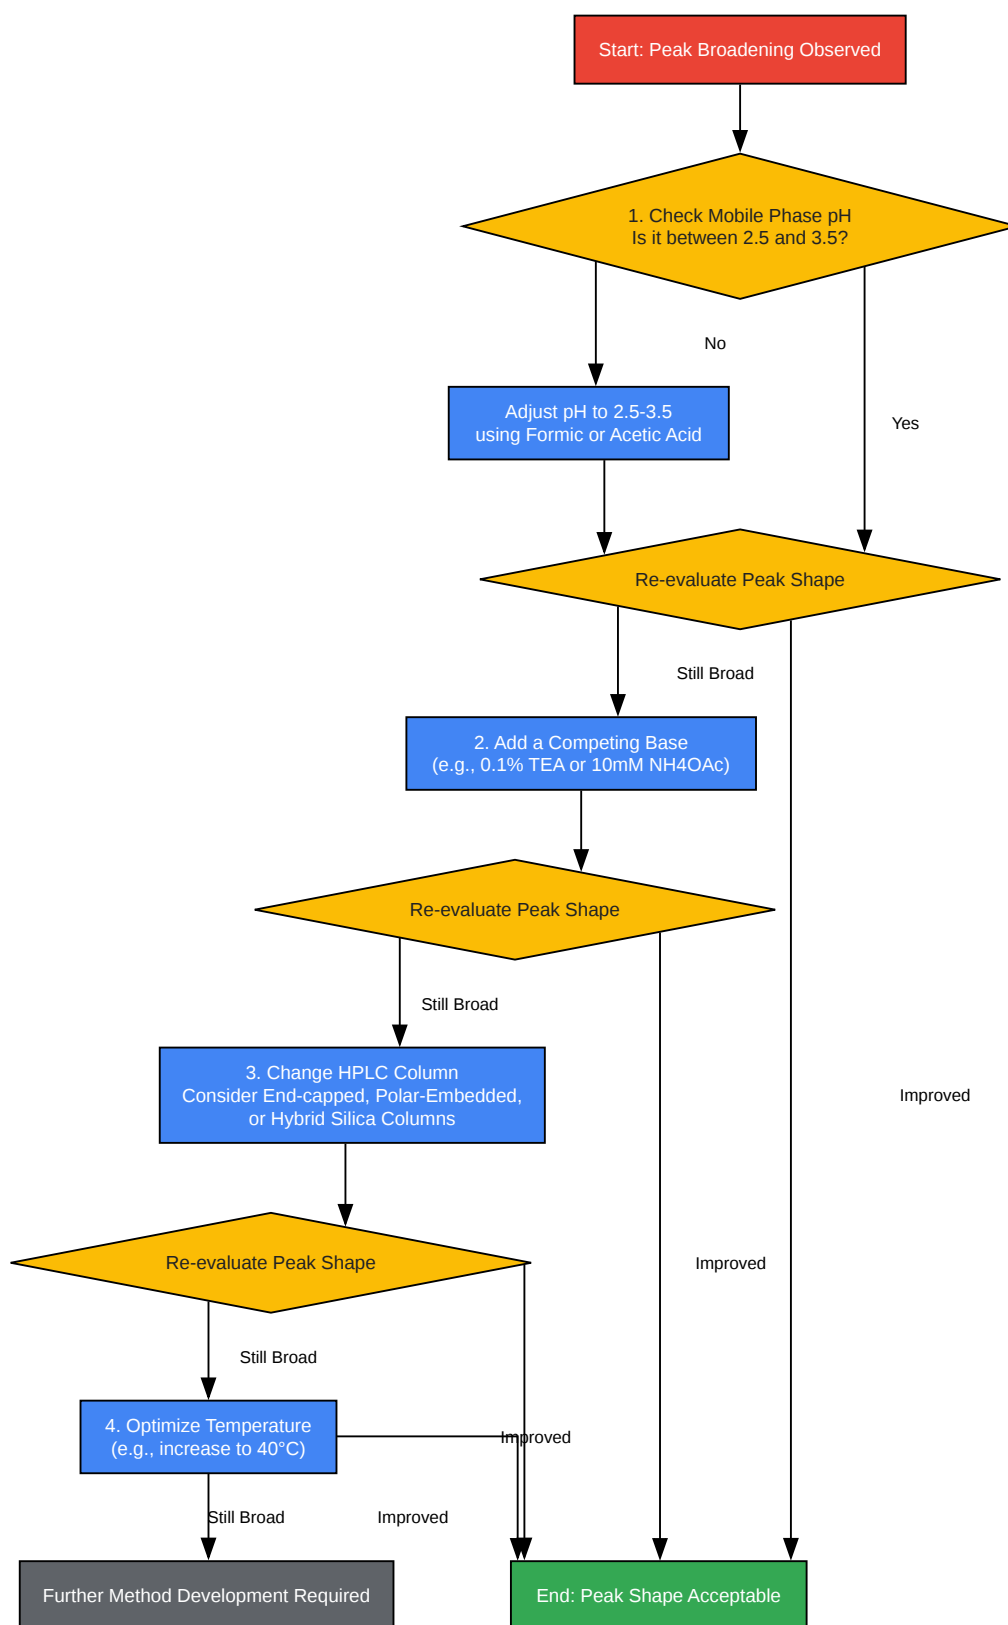 Start: Peak Broadening Observed
1. Check Mobile Phase pH
Is it between 2.5 and 3.5?
No
Adjust pH to 2.5-3.5
using Formic or Acetic Acid
Yes
Re-evaluate Peak Shape
Still Broad
2. Add a Competing Base
(e.g., 0.1% TEA or 10mM NH4OAc)
Re-evaluate Peak Shape
Still Broad
3. Change HPLC Column
Consider End-capped, Polar-Embedded,
or Hybrid Silica Columns
Improved
Re-evaluate Peak Shape
Improved
Still Broad
4. Optimize Temperature
(e.g., increase to 40°C)
Improved
Still Broad
Improved
Further Method Development Required
End: Peak Shape Acceptable